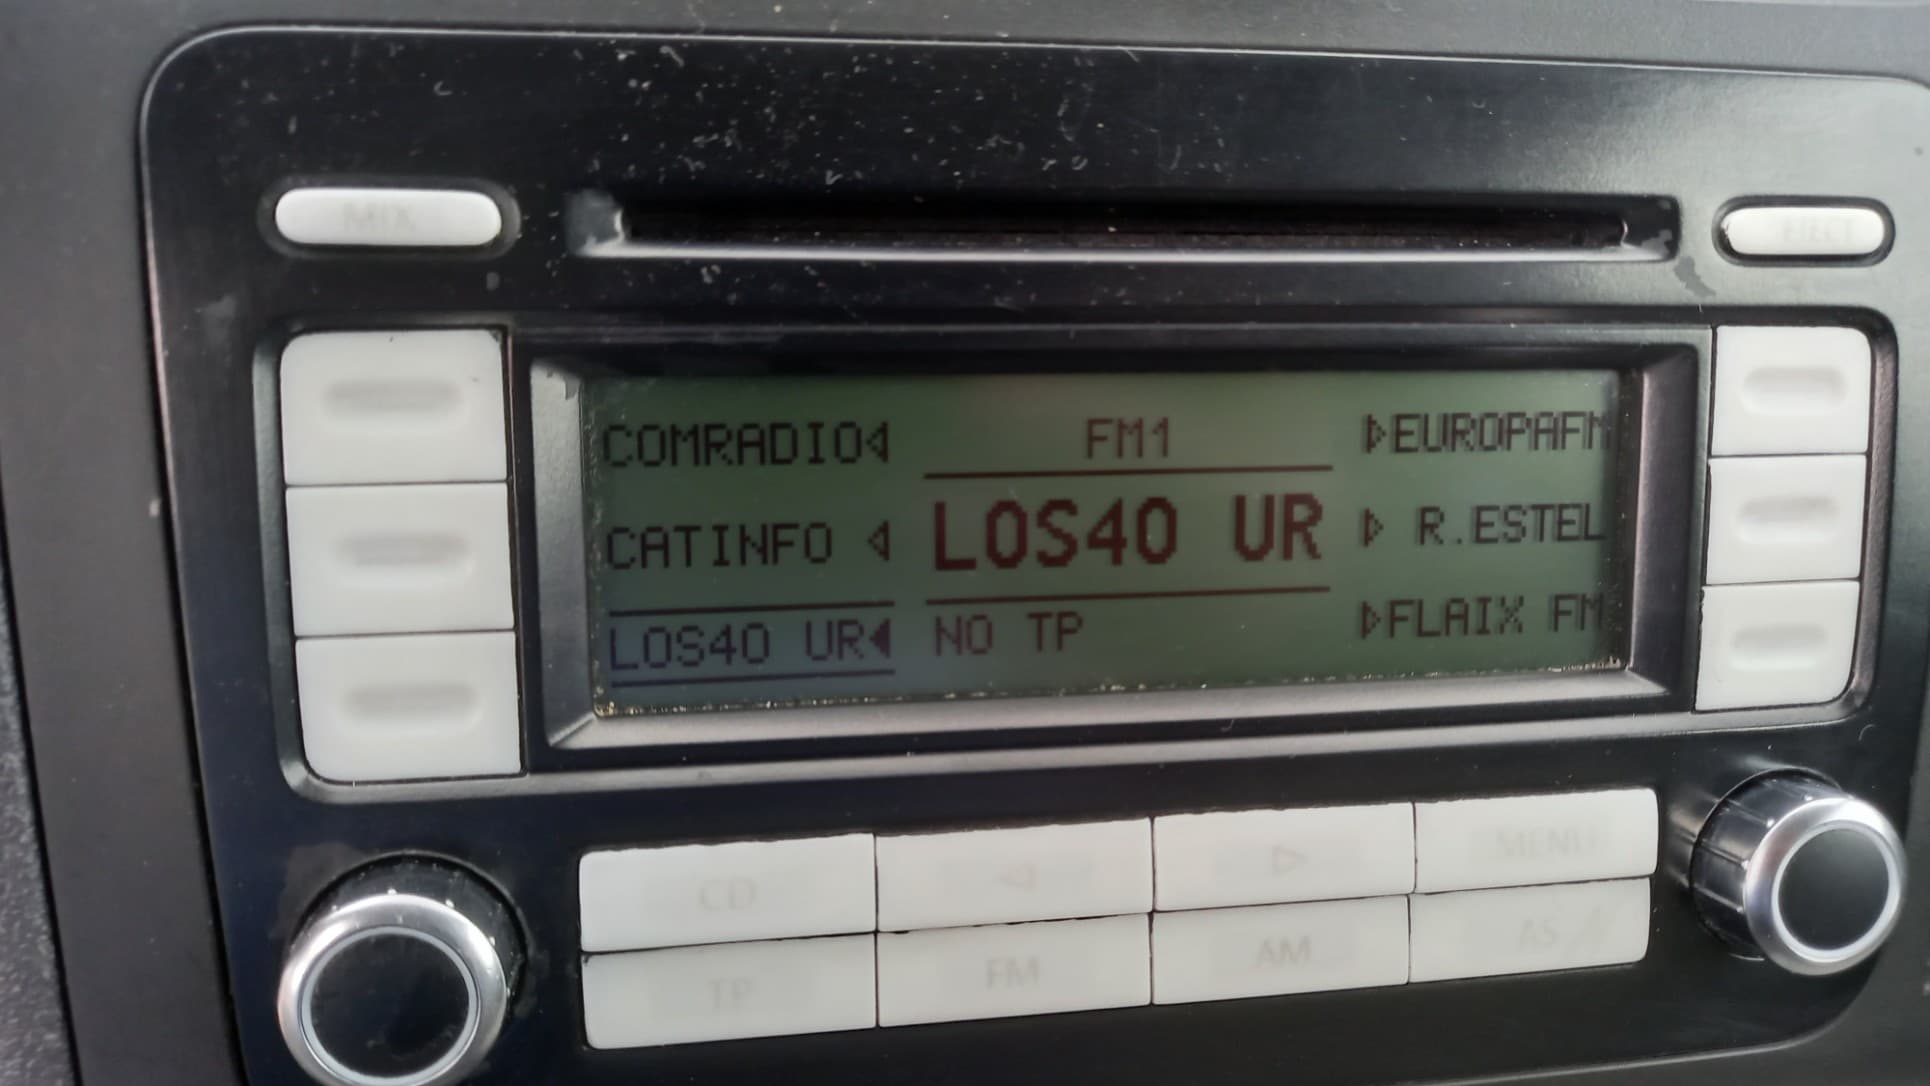 MIX
EJECT
COMRADIO◁
FM1
▷EUROPAFM
CATINFO ◁
LOS40 UR
▷ R.ESTEL
LOS40 UR◀
NO TP
▷FLAIX FM
CD
◁
▷
MENU
TP
FM
AM
AS